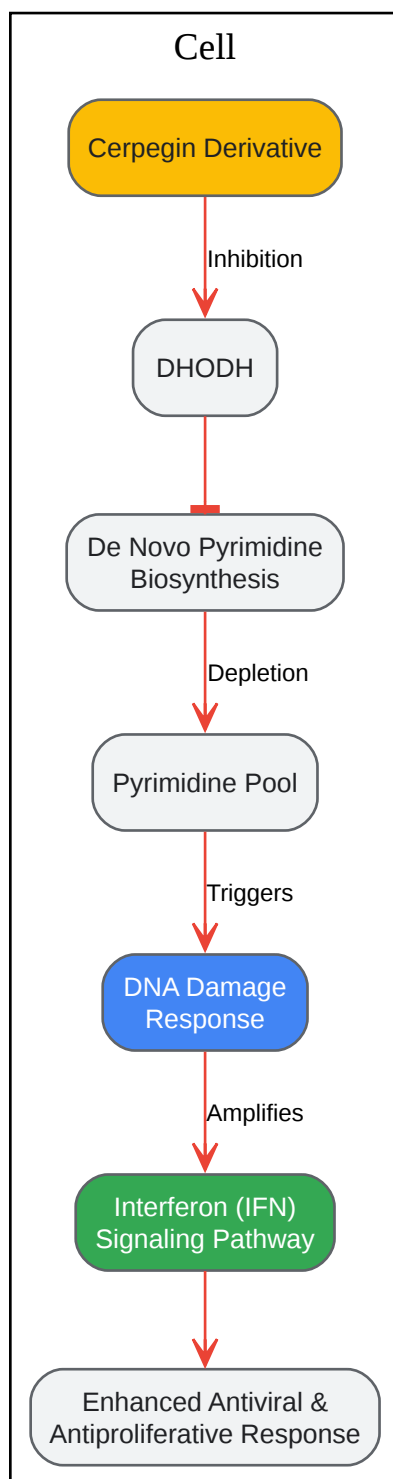 Cell
Cerpegin Derivative
Inhibition
DHODH
De Novo Pyrimidine
Biosynthesis
Depletion
Pyrimidine Pool
Triggers
DNA Damage
Response
Amplifies
Interferon (IFN)
Signaling Pathway
Enhanced Antiviral &
Antiproliferative Response